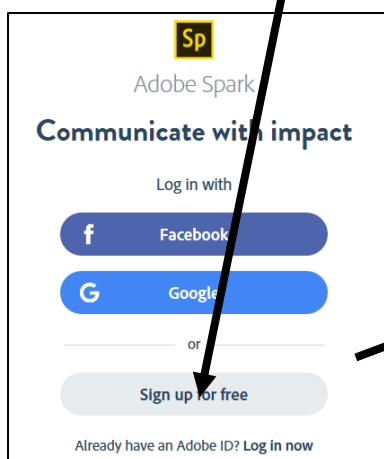 Sp
Adobe Spark
Communicate with impact
Log in with
f Facebook
G Google
or
Sign up for free
Already have an Adobe ID? Log in now